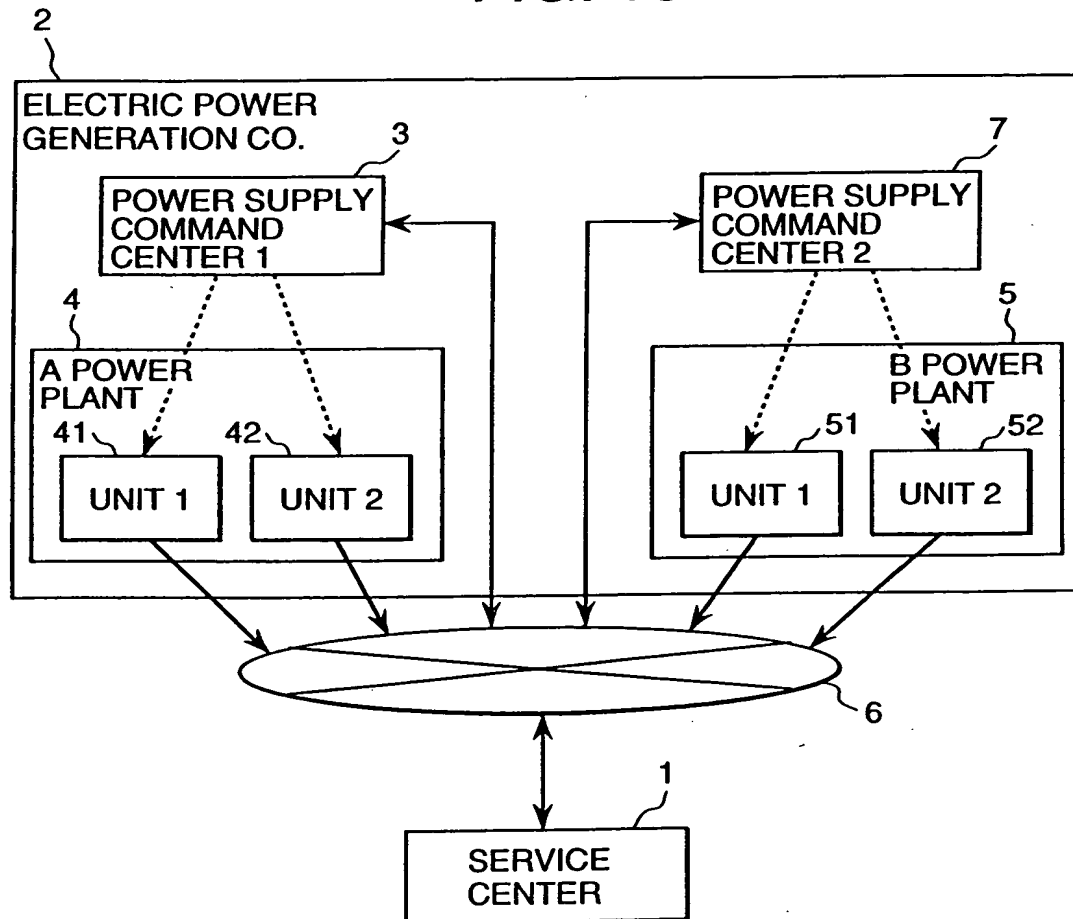 2
ELECTRIC POWER
GENERATION CO.
3
7
POWER SUPPLY
COMMAND
CENTER 1
POWER SUPPLY
COMMAND
CENTER 2
4
5
A POWER
PLANT
B POWER
PLANT
41
42
51
52
UNIT 1
UNIT 2
UNIT 1
UNIT 2
6
1
SERVICE
CENTER